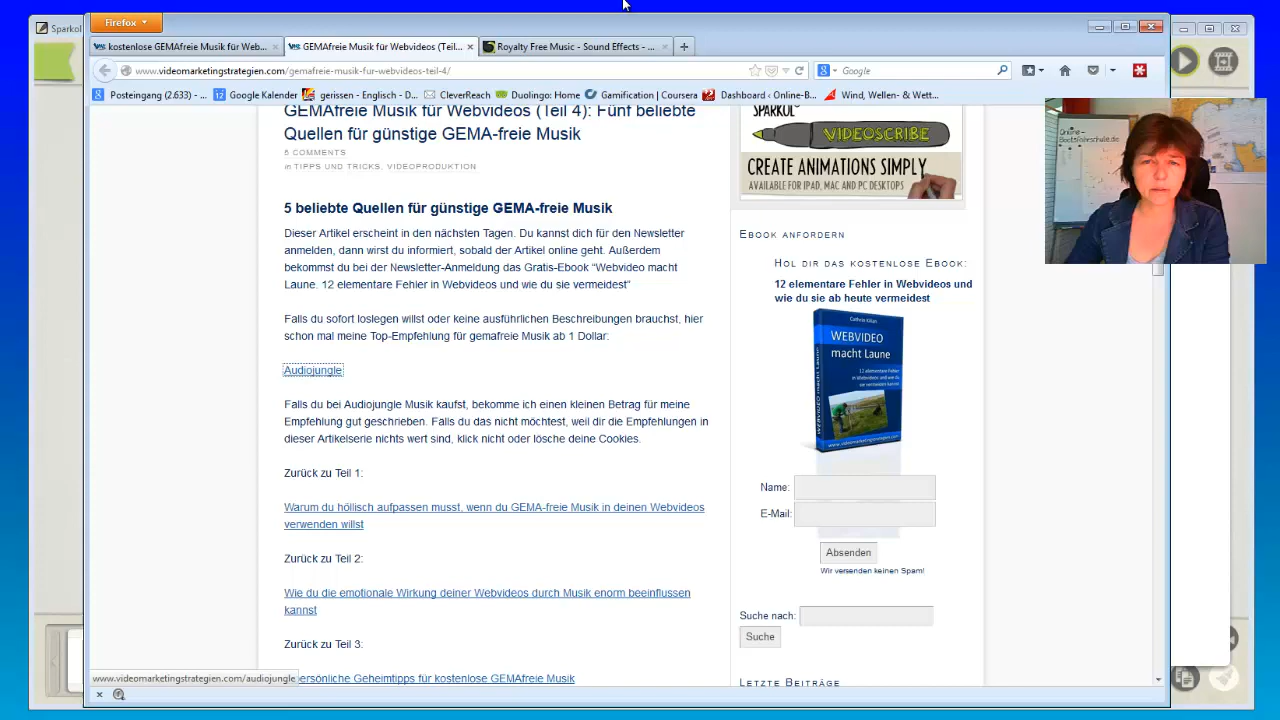 Sparkol
Firefox
kostenlose GEMAfreie Musik für Web...
GEMAfreie Musik für Webvideos (Teil...
Royalty Free Music - Sound Effects - ...
www.videomarketingstrategien.com/gemafreie-musik-fur-webvideos-teil-4/
Google
Posteingang (2.633) - ...
Google Kalender
gerissen - Englisch - D...
CleverReach
Duolingo: Home
Gamification | Coursera
Dashboard ‹ Online-B...
Wind, Wellen- & Wett...
GEMAfreie Musik für Webvideos (Teil 4): Fünf beliebte
Quellen für günstige GEMA-freie Musik
in TIPPS UND TRICKS, VIDEOPRODUKTION
5 beliebte Quellen für günstige GEMA-freie Musik
Dieser Artikel erscheint in den nächsten Tagen. Du kannst dich für den Newsletter
anmelden, dann wirst du informiert, sobald der Artikel online geht. Außerdem
bekommst du bei der Newsletter-Anmeldung das Gratis-Ebook “Webvideo macht
Laune. 12 elementare Fehler in Webvideos und wie du sie vermeidest”
Falls du sofort loslegen willst oder keine ausführlichen Beschreibungen brauchst, hier
schon mal meine Top-Empfehlung für gemafreie Musik ab 1 Dollar:
Audiojungle
Falls du bei Audiojungle Musik kaufst, bekomme ich einen kleinen Betrag für meine
Empfehlung gut geschrieben. Falls du das nicht möchtest, weil dir die Empfehlungen in
dieser Artikelserie nichts wert sind, klick nicht oder lösche deine Cookies.
Zurück zu Teil 1:
Warum du höllisch aufpassen musst, wenn du GEMA-freie Musik in deinen Webvideos
verwenden willst
Zurück zu Teil 2:
Wie du die emotionale Wirkung deiner Webvideos durch Musik enorm beeinflussen
kannst
Zurück zu Teil 3:
persönliche Geheimtipps für kostenlose GEMAfreie Musik
www.videomarketingstrategien.com/audiojungle
SPARKOL
VIDEOSCRIBE
CREATE ANIMATIONS SIMPLY
AVAILABLE FOR IPAD, MAC AND PC DESKTOPS
EBOOK ANFORDERN
HOL DIR DAS KOSTENLOSE EBOOK:
12 elementare Fehler in Webvideos und
wie du sie ab heute vermeidest
WEBVIDEO
macht Laune
WEBVIDEO macht Laune
Name:
E-Mail:
Absenden
Wir versenden keinen Spam!
Suche nach:
Suche
LETZTE BEITRÄGE
Online-
Bootsfahrschule.de